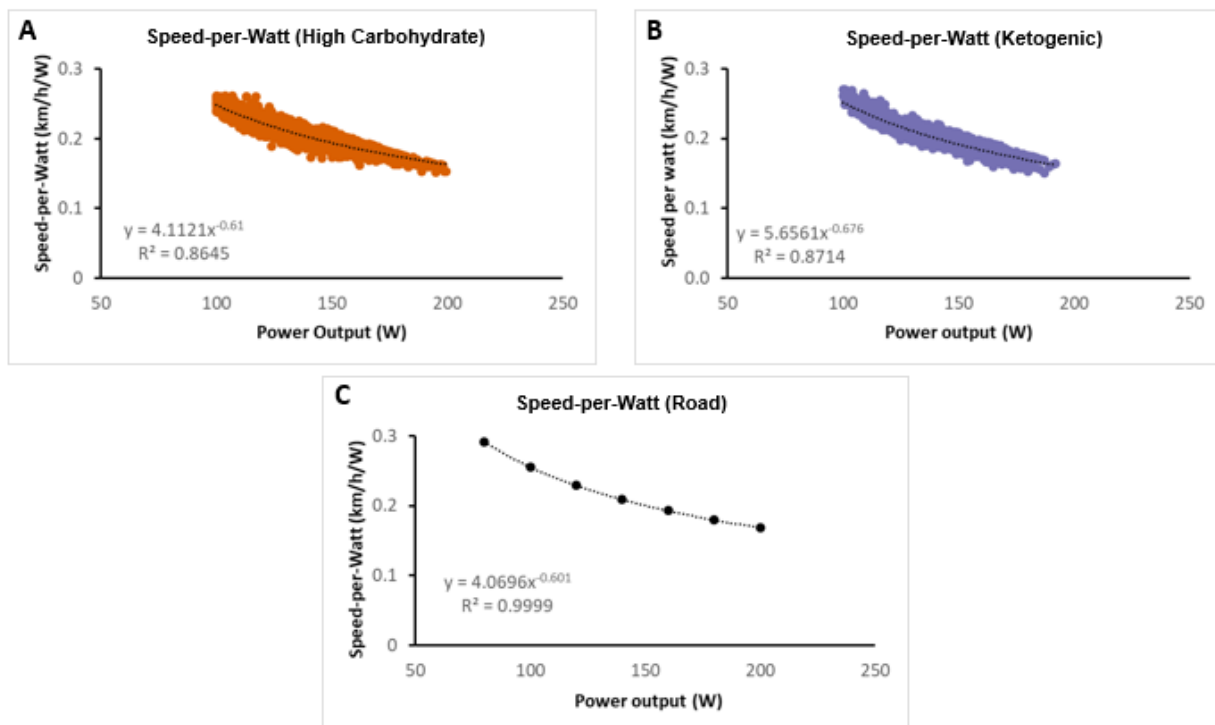 A
Speed-per-Watt (High Carbohydrate)
Speed-per-Watt (km/h/W)
0.3
0.2
0.1
0
y = 4.1121x^-0.61
R² = 0.8645
50 100 150 200 250
Power Output (W)
B
Speed-per-Watt (Ketogenic)
Speed per watt (km/h/W)
0.3
0.2
0.1
0.0
y = 5.6561x^-0.676
R² = 0.8714
50 100 150 200 250
Power output (W)
C
Speed-per-Watt (Road)
Speed-per-Watt (km/h/W)
0.3
0.2
0.1
0
y = 4.0696x^-0.601
R² = 0.9999
50 100 150 200 250
Power output (W)